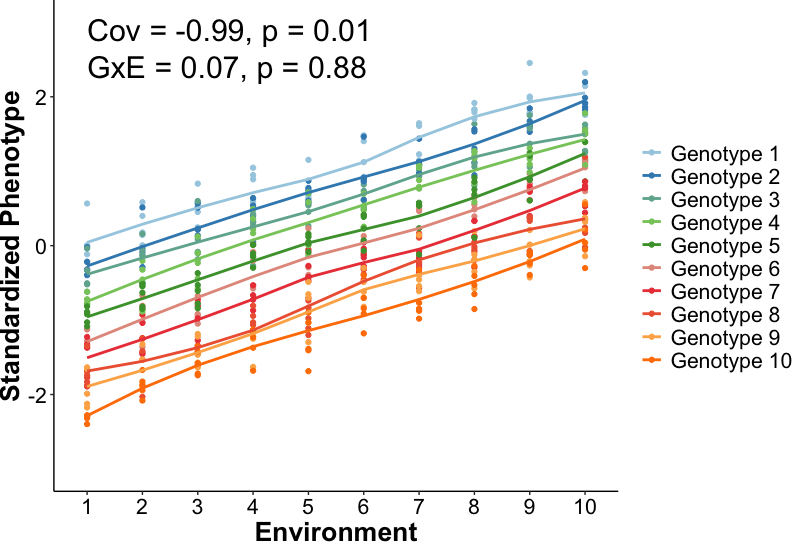 Cov = -0.99, p = 0.01
GxE = 0.07, p = 0.88
Standardized Phenotype
2
0
-2
1 2 3 4 5 6 7 8 9 10
Environment
Genotype 1
Genotype 2
Genotype 3
Genotype 4
Genotype 5
Genotype 6
Genotype 7
Genotype 8
Genotype 9
Genotype 10